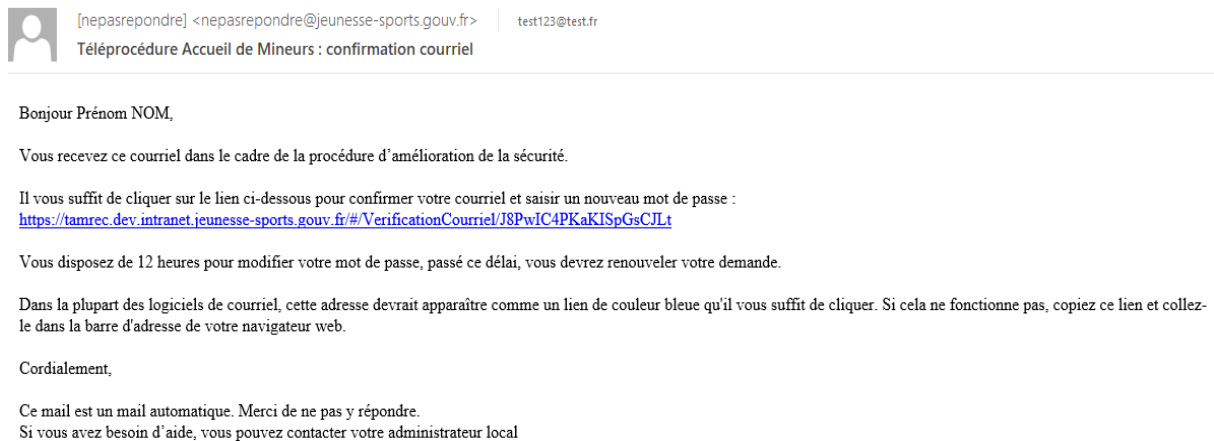 [nepasrepondre] <nepasrepondre@jeunesse-sports.gouv.fr> test123@test.fr
Téléprocédure Accueil de Mineurs : confirmation courriel
Bonjour Prénom NOM,
Vous recevez ce courriel dans le cadre de la procédure d’amélioration de la sécurité.
Il vous suffit de cliquer sur le lien ci-dessous pour confirmer votre courriel et saisir un nouveau mot de passe :
https://tamrec.dev.intranet.jeunesse-sports.gouv.fr/#/VerificationCourriel/J8PwIC4PKaKISpGsCJLt
Vous disposez de 12 heures pour modifier votre mot de passe, passé ce délai, vous devrez renouveler votre demande.
Dans la plupart des logiciels de courriel, cette adresse devrait apparaître comme un lien de couleur bleue qu'il vous suffit de cliquer. Si cela ne fonctionne pas, copiez ce lien et collez-
le dans la barre d'adresse de votre navigateur web.
Cordialement,
Ce mail est un mail automatique. Merci de ne pas y répondre.
Si vous avez besoin d’aide, vous pouvez contacter votre administrateur local